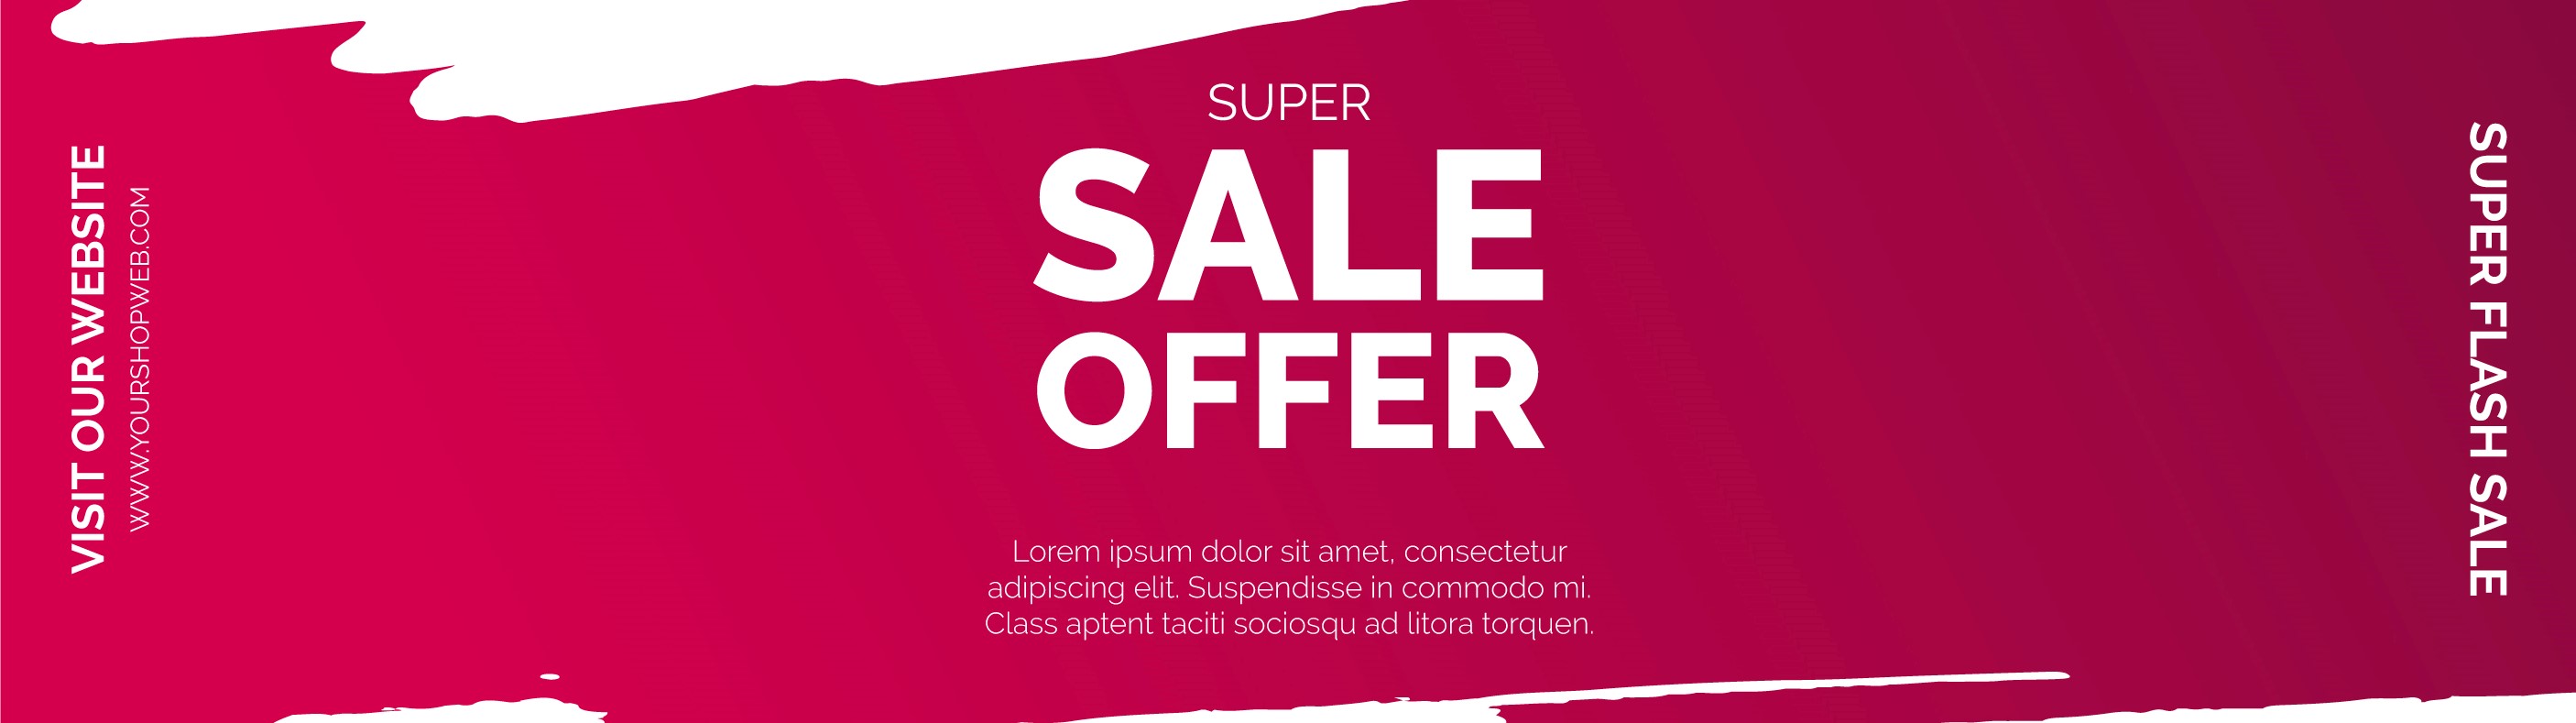 VISIT OUR WEBSITE
WWW.YOURSHOPWEB.COM
SUPER
SALE
OFFER
Lorem ipsum dolor sit amet, consectetur
adipiscing elit. Suspendisse in commodo mi.
Class aptent taciti sociosqu ad litora torquen.
SUPER FLASH SALE